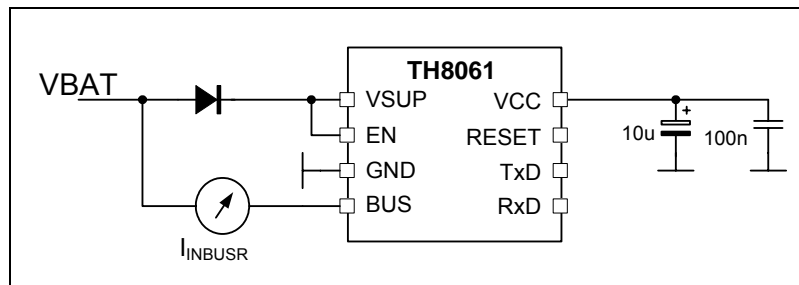 TH8061
VBAT
VSUP VCC
EN RESET
10u 100n
+
GND TxD
BUS RxD
IINBUSR